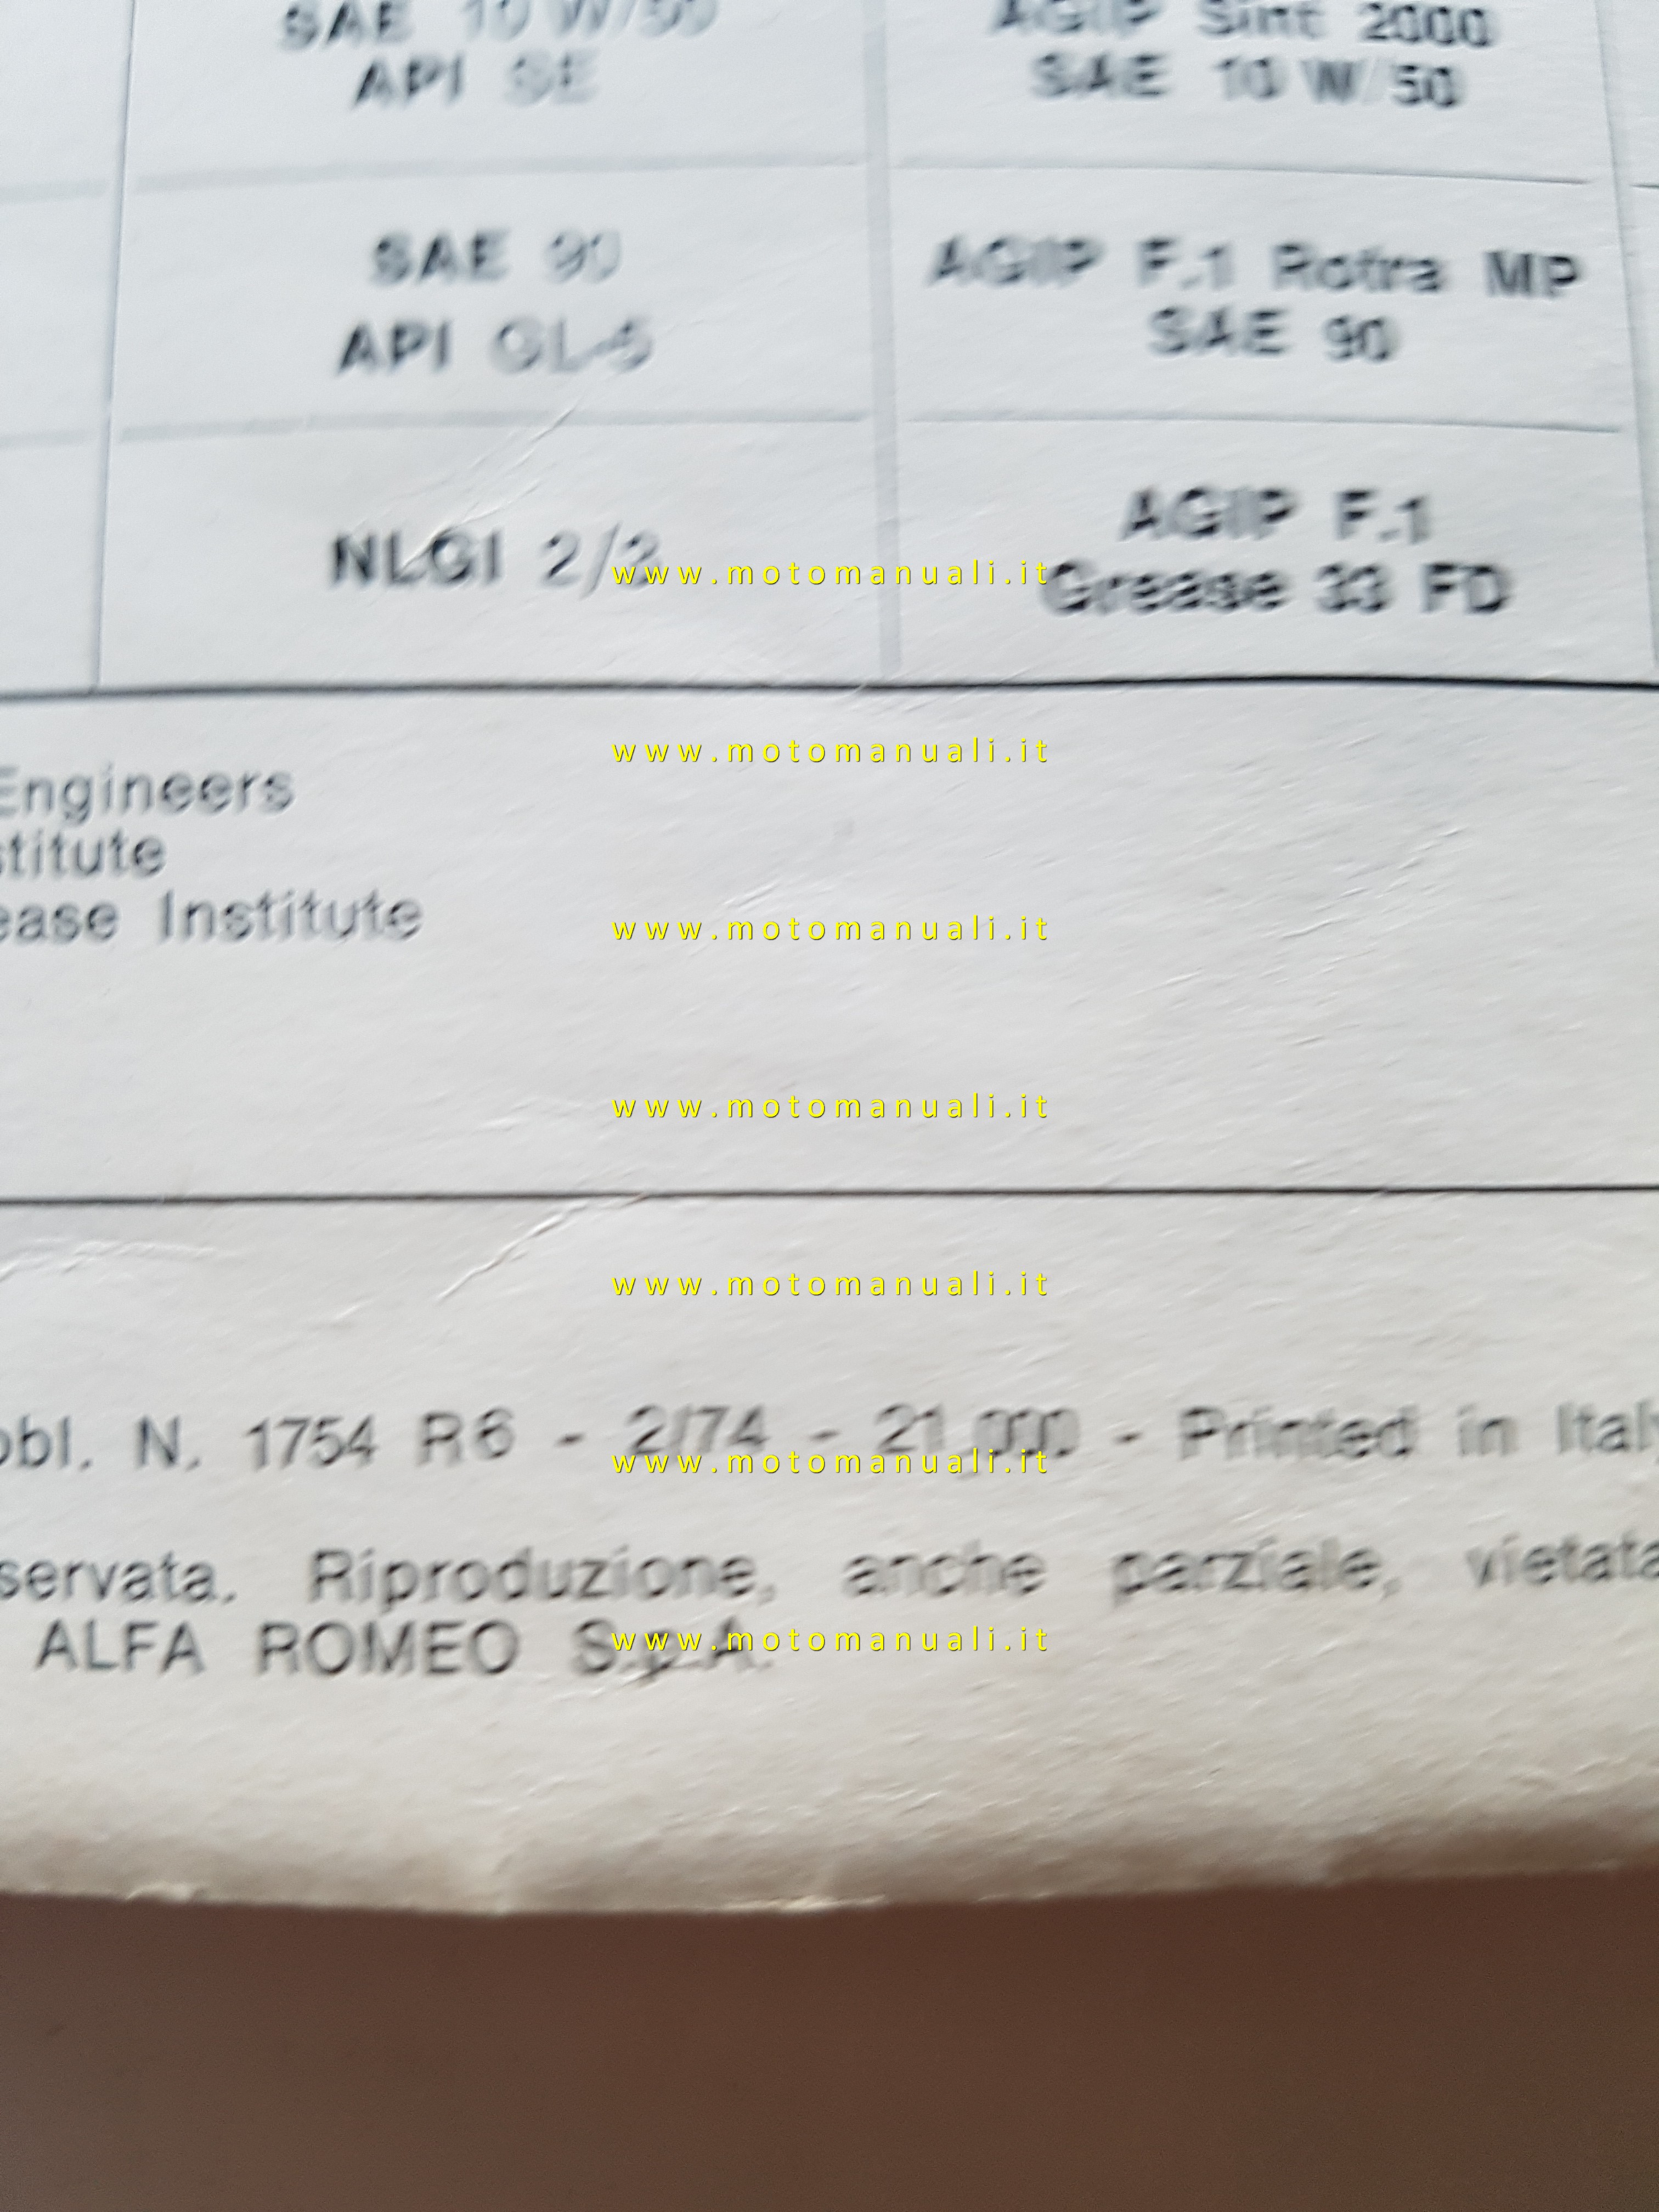 SAE 10 W/50
AGIP Sint 2000
API SE
SAE 10 W/50
SAE 90
AGIP F.1 Rotra MP
API GL-5
SAE 90
NLGI 2/3
AGIP F.1
Grease 33 FD
www.motomanuali.it
www.motomanuali.it
Engineers
stitute
ease Institute
www.motomanuali.it
www.motomanuali.it
www.motomanuali.it
obl. N. 1754 R6 - 2/74 - 21.000 - Printed in Italy
www.motomanuali.it
servata. Riproduzione, anche parziale, vietata
ALFA ROMEO S.p.A.
www.motomanuali.it